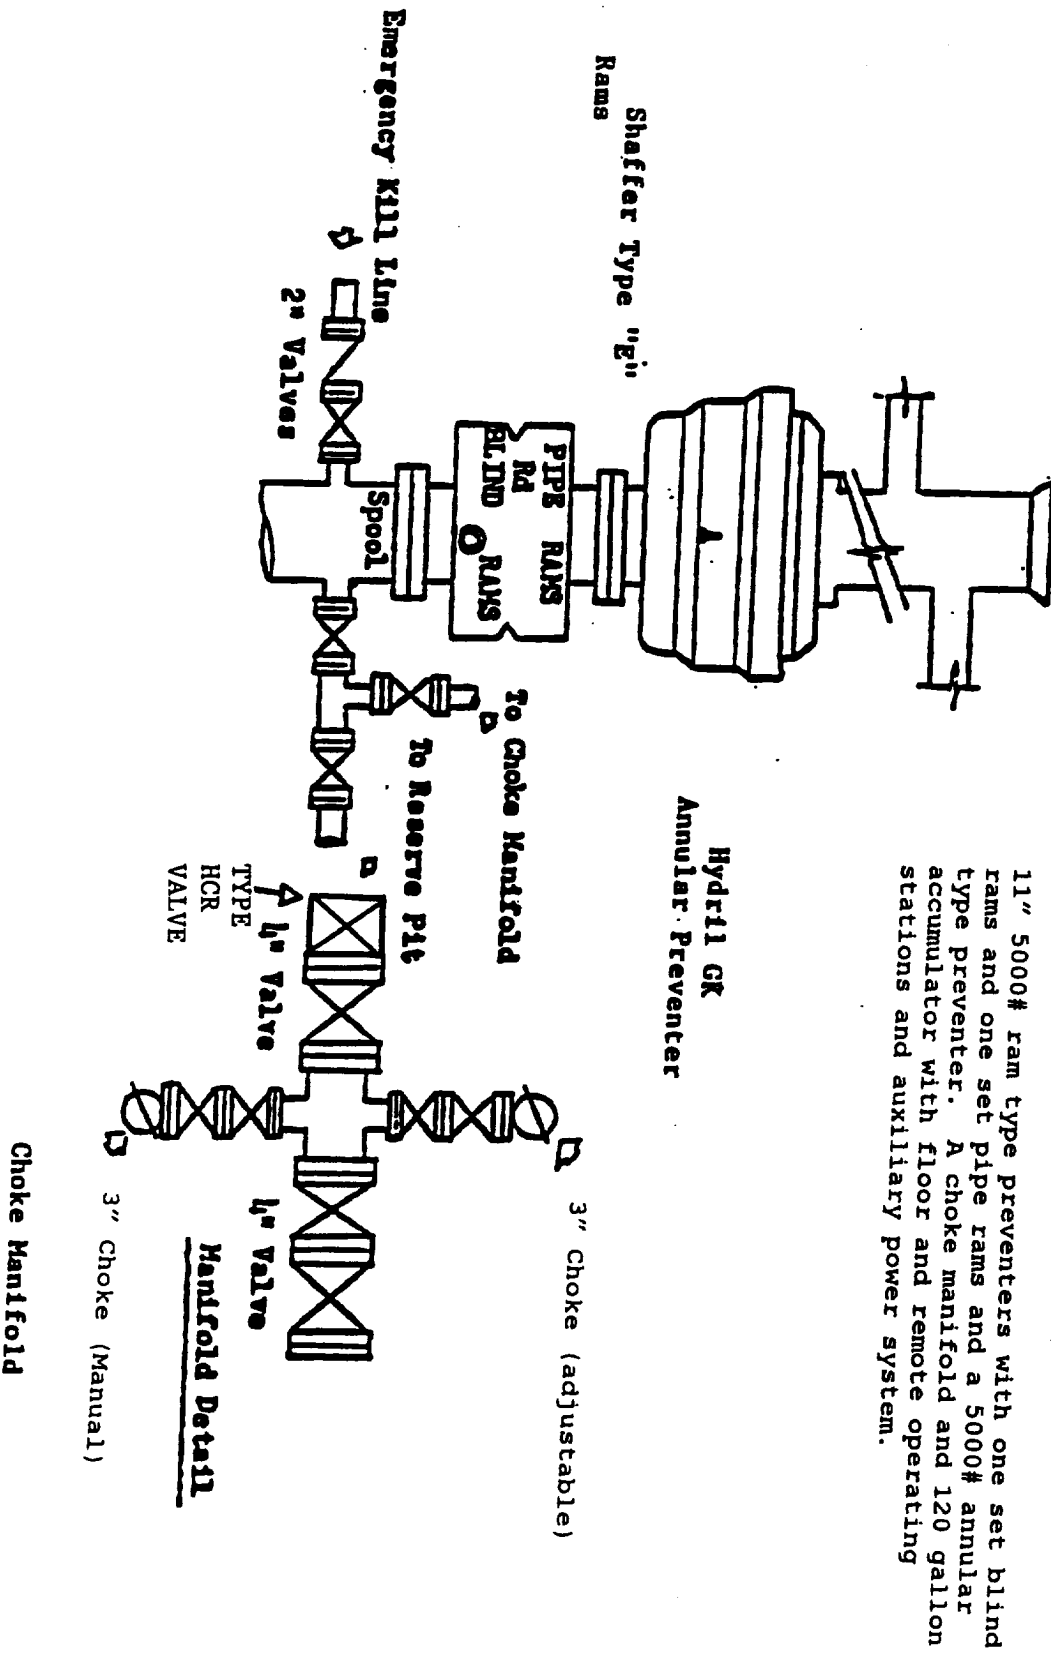 11" 5000# ram type preventers with one set blind
rams and one set pipe rams and a 5000# annular
type preventer. A choke manifold and 120 gallon
accumulator with floor and remote operating
stations and auxiliary power system.
Shaffer Type "E"
Rams
Hydril GK
Annular Preventer
PIPE RAMS
Rd
BLIND RAMS
Spool
Emergency Kill Line
2" Valves
To Choke Manifold
To Reserve Pit
TYPE
HCR
VALVE
4" Valve
4" Valve
3" Choke (adjustable)
3" Choke (Manual)
Manifold Detail
Choke Manifold